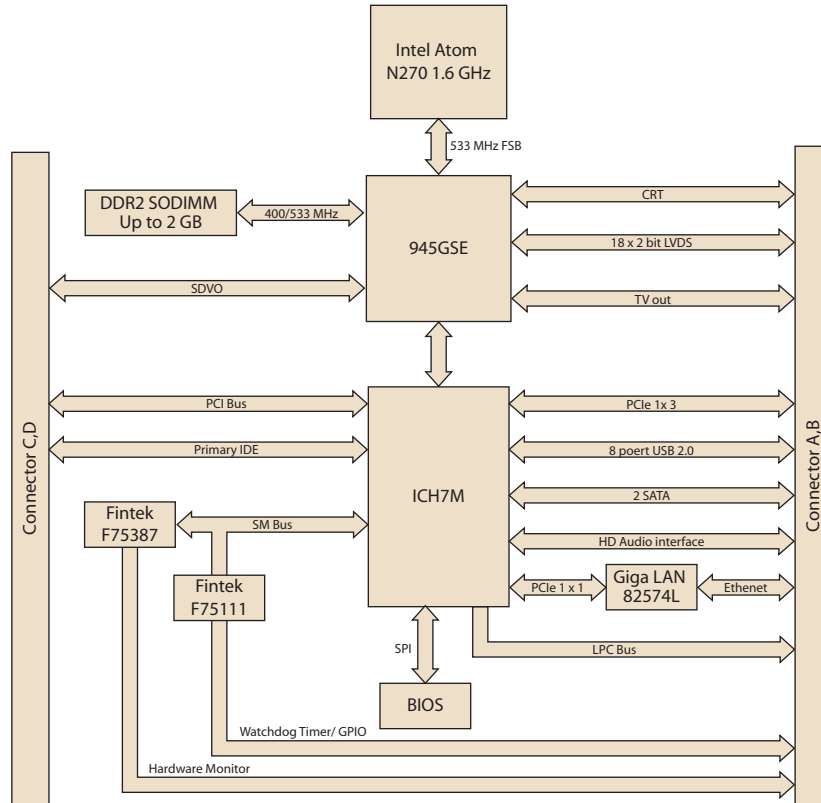 Intel Atom
N270 1.6 GHz
533 MHz FSB
DDR2 SODIMM
Up to 2 GB
400/533 MHz
945GSE
CRT
18 x 2 bit LVDS
SDVO
TV out
Connector C,D
Connector A,B
PCI Bus
PCIe 1x 3
Primary IDE
8 poert USB 2.0
ICH7M
2 SATA
Fintek
F75387
SM Bus
HD Audio interface
Fintek
F75111
PCIe 1 x 1
Giga LAN
82574L
Ethenet
SPI
LPC Bus
BIOS
Watchdog Timer/ GPIO
Hardware Monitor